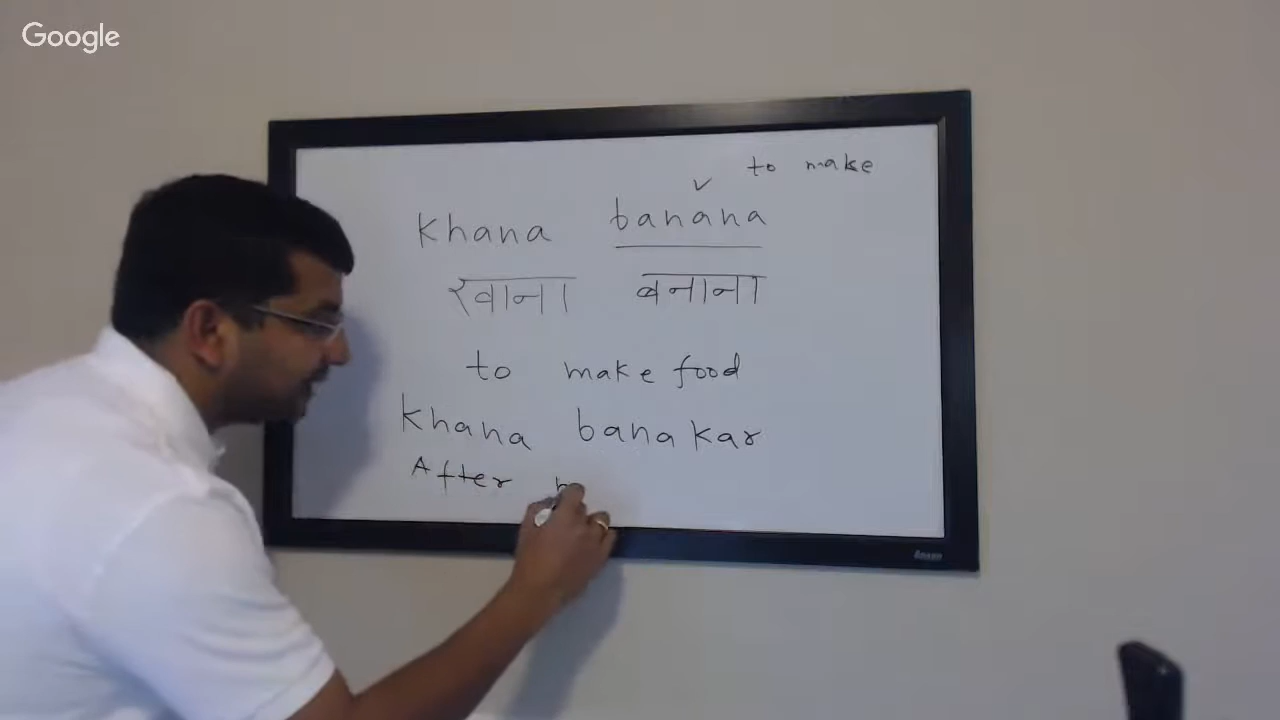 Google
to make
khana banana
खाना बनाना
to make food
khana banakar
After